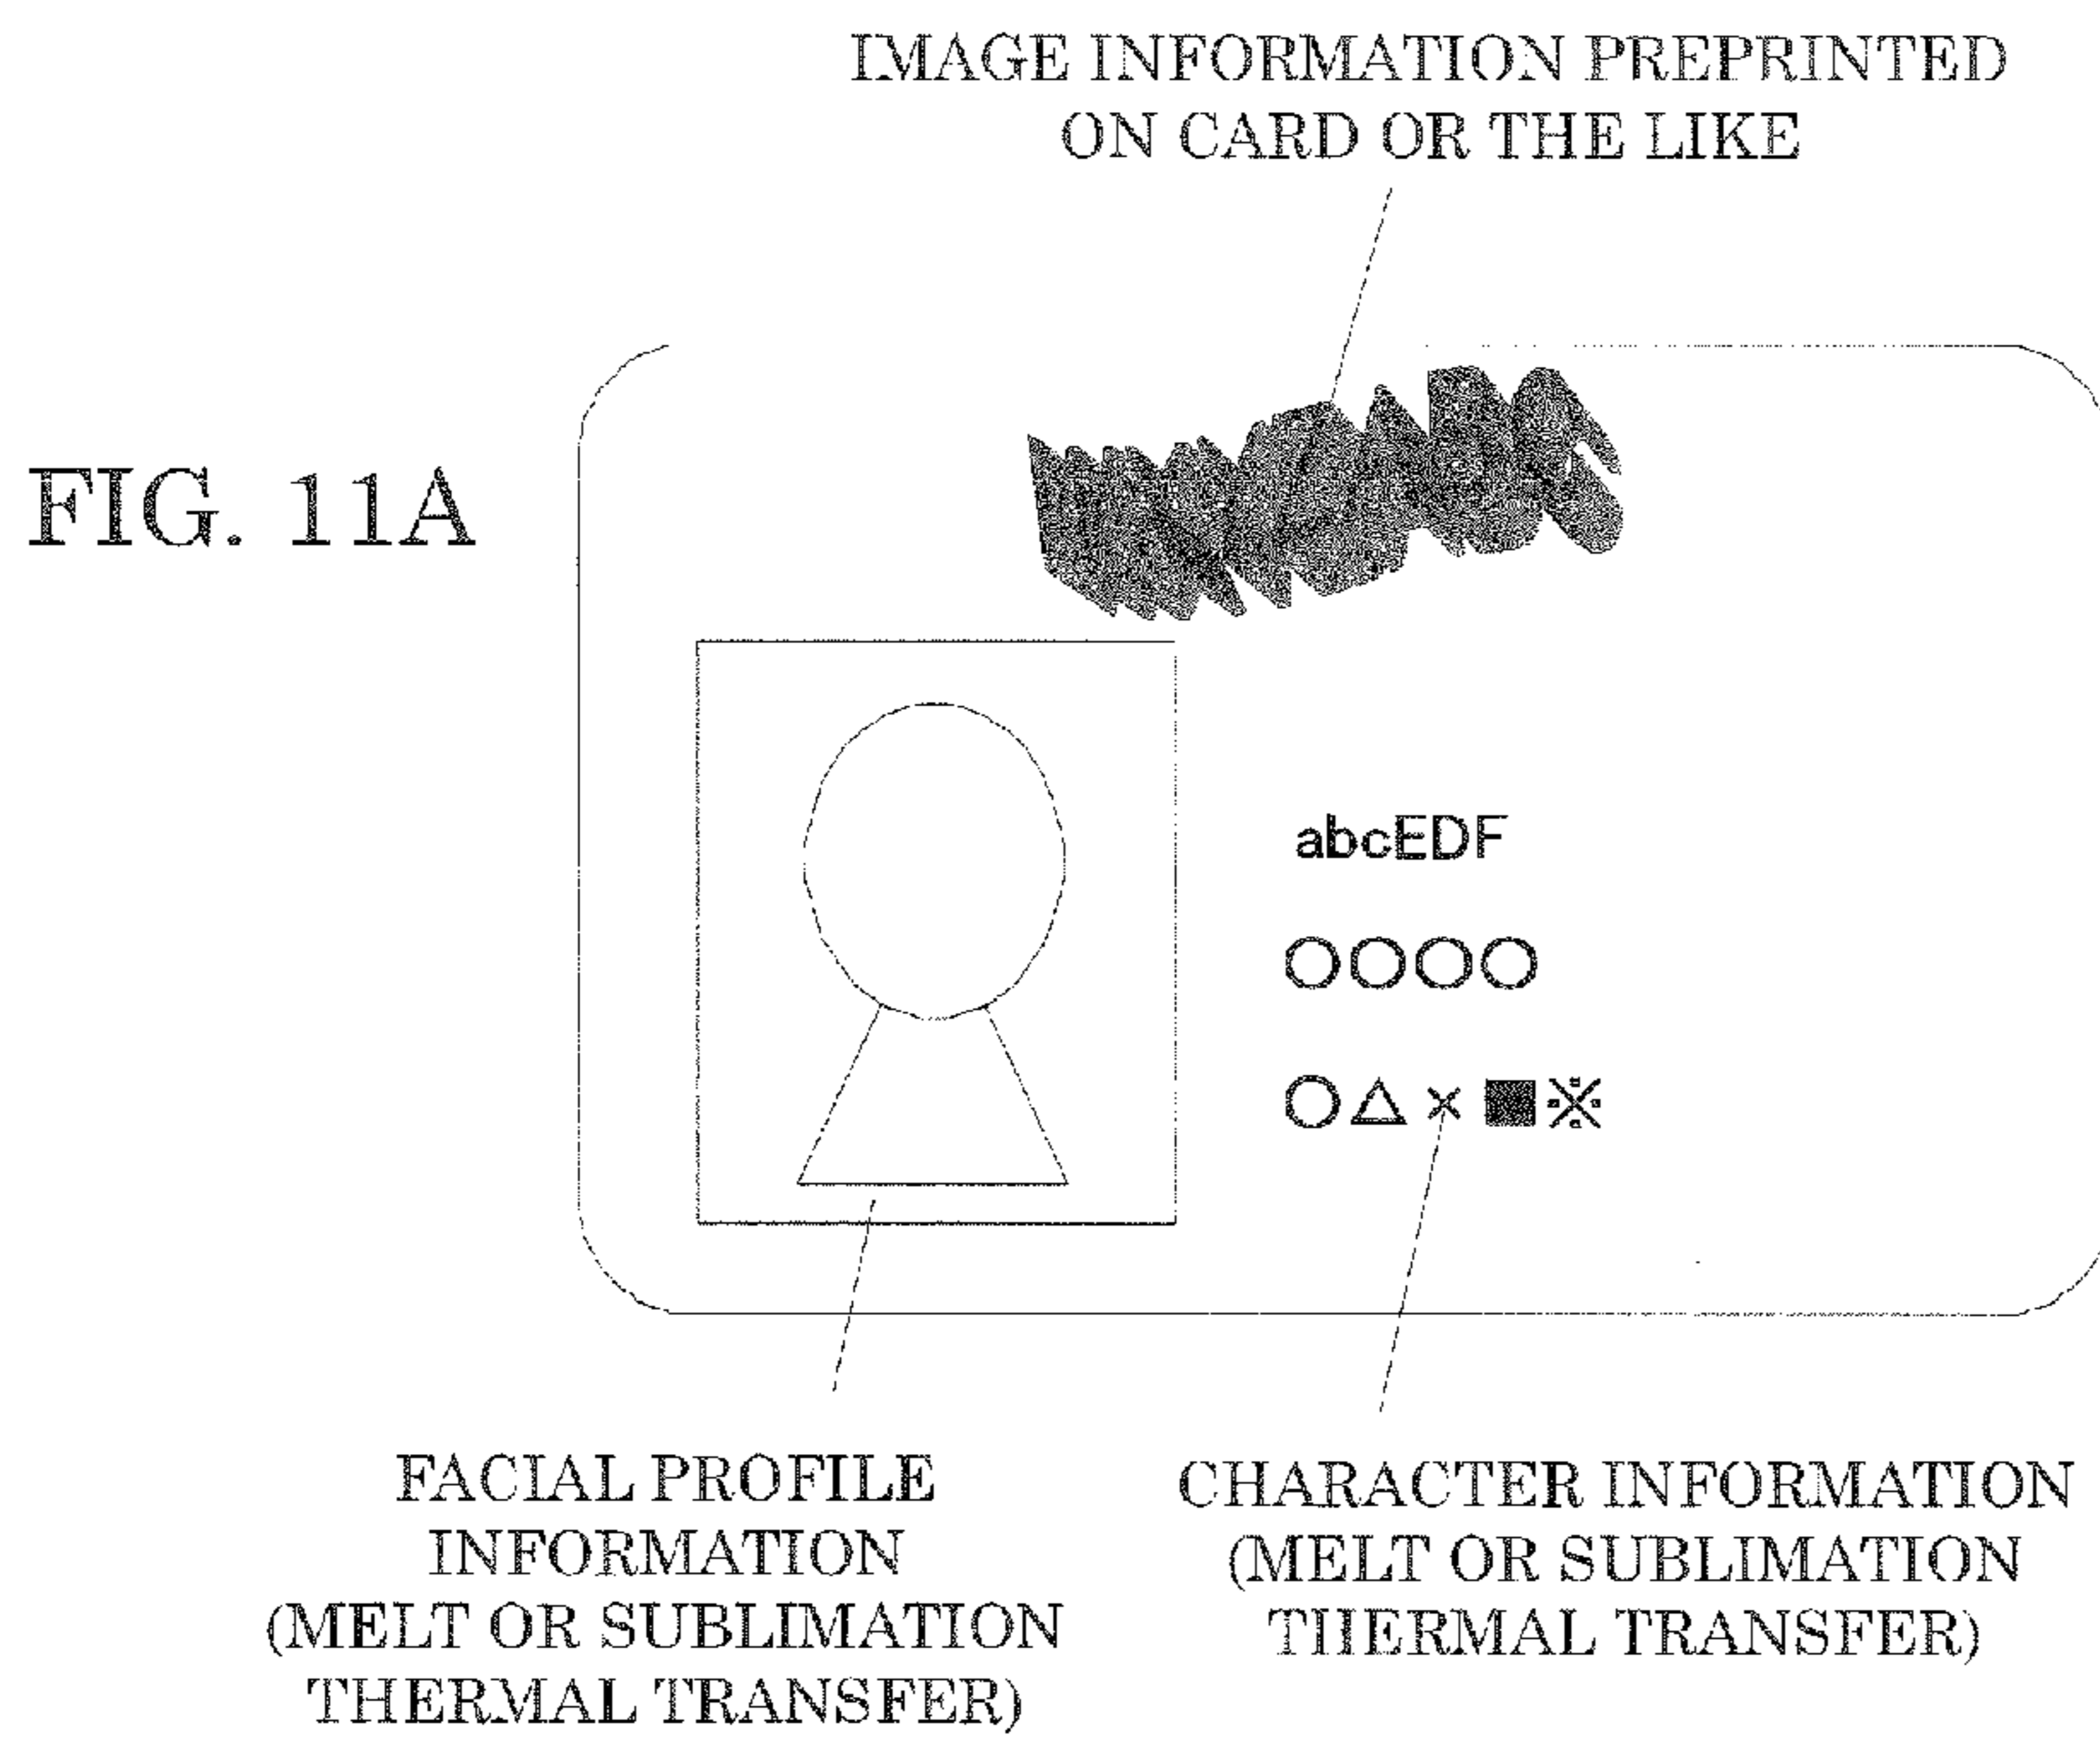 IMAGE INFORMATION PREPRINTED
ON CARD OR THE LIKE
FIG. 11A
abcEDF
○○○○
○△×■※
FACIAL PROFILE
INFORMATION
(MELT OR SUBLIMATION
THERMAL TRANSFER)
CHARACTER INFORMATION
(MELT OR SUBLIMATION
THERMAL TRANSFER)